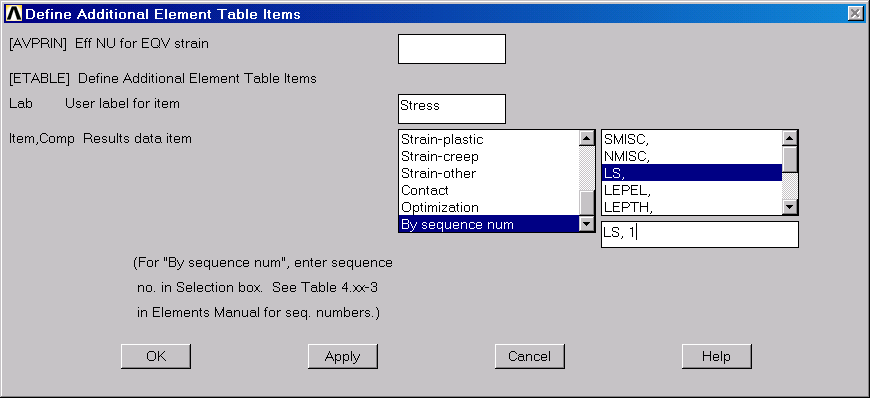 Define Additional Element Table Items
[AVPRIN] Eff NU for EQV strain
[ETABLE] Define Additional Element Table Items
Lab User label for item Stress
Item,Comp Results data item
Strain-plastic
Strain-creep
Strain-other
Contact
Optimization
By sequence num
SMISC,
NMISC,
LS,
LEPEL,
LEPTH,
LS, 1
(For "By sequence num", enter sequence
no. in Selection box. See Table 4.xx-3
in Elements Manual for seq. numbers.)
OK Apply Cancel Help